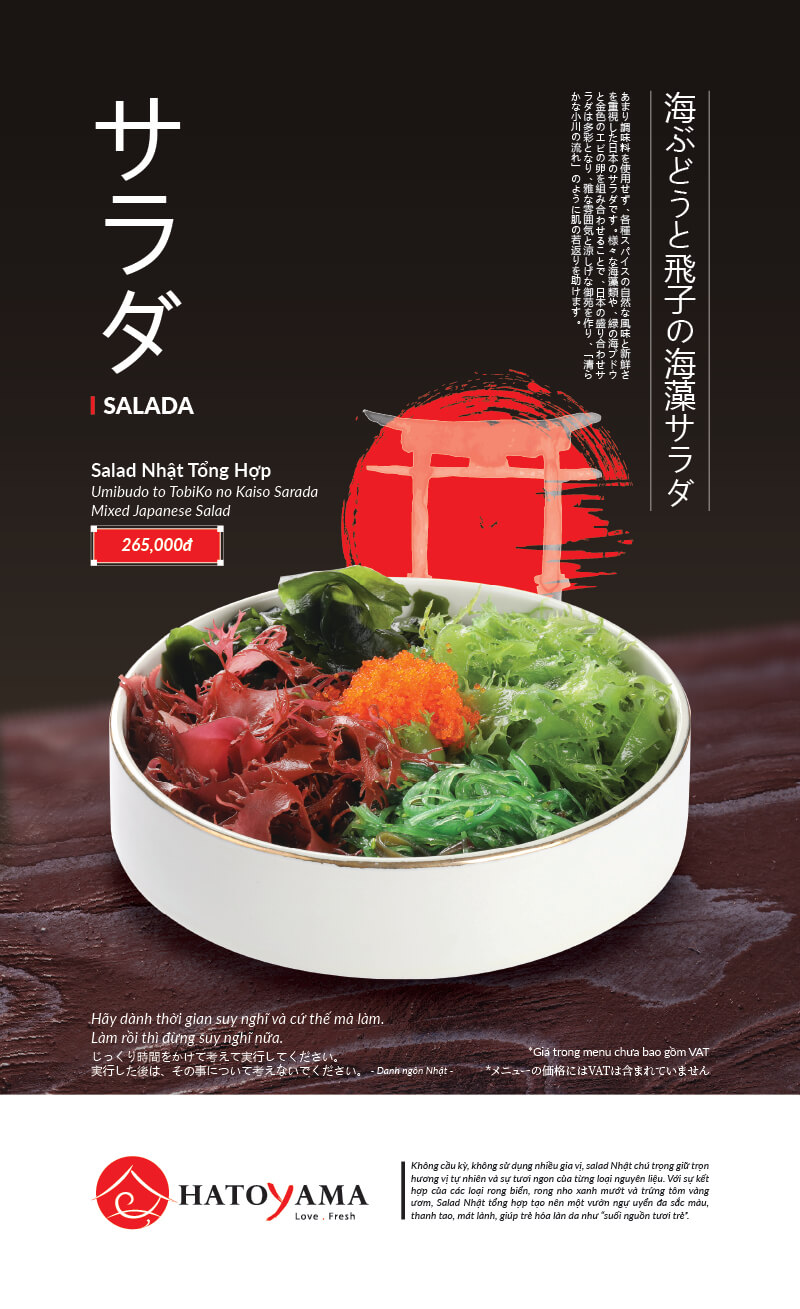 サラダ
SALADA
海ぶどうと飛子の海藻サラダ
あまり調味料を使用せず、各種スパイスの自然な風味と新鮮さ
を重視した日本のサラダです。様々な海藻類や、緑の海ブドウ
と金色のエビの卵を組み合わせることで、日本の盛り合わせサ
ラダは多彩となり、雅な雰囲気と涼しげな御苑を作り、「清ら
かな小川の流れ」のように肌の若返りを助けます。
Salad Nhật Tổng Hợp
Umibudo to TobiKo no Kaiso Sarada
Mixed Japanese Salad
265,000đ
Hãy dành thời gian suy nghĩ và cứ thế mà làm.
Làm rồi thì đừng suy nghĩ nữa.
じっくり時間をかけて考えて実行してください。
実行した後は、その事について考えないでください。 - Danh ngôn Nhật -
*Giá trong menu chưa bao gồm VAT
*メニューの価格にはVATは含まれていません
HATOYAMA
Love . Fresh
Không cầu kỳ, không sử dụng nhiều gia vị, salad Nhật chú trọng giữ trọn
hương vị tự nhiên và sự tươi ngon của từng loại nguyên liệu. Với sự kết
hợp của các loại rong biển, rong nho xanh mướt và trứng tôm vàng
ươm, Salad Nhật tổng hợp tạo nên một vườn ngự uyển đa sắc màu,
thanh tao, mát lành, giúp trẻ hóa làn da như “suối nguồn tươi trẻ”.